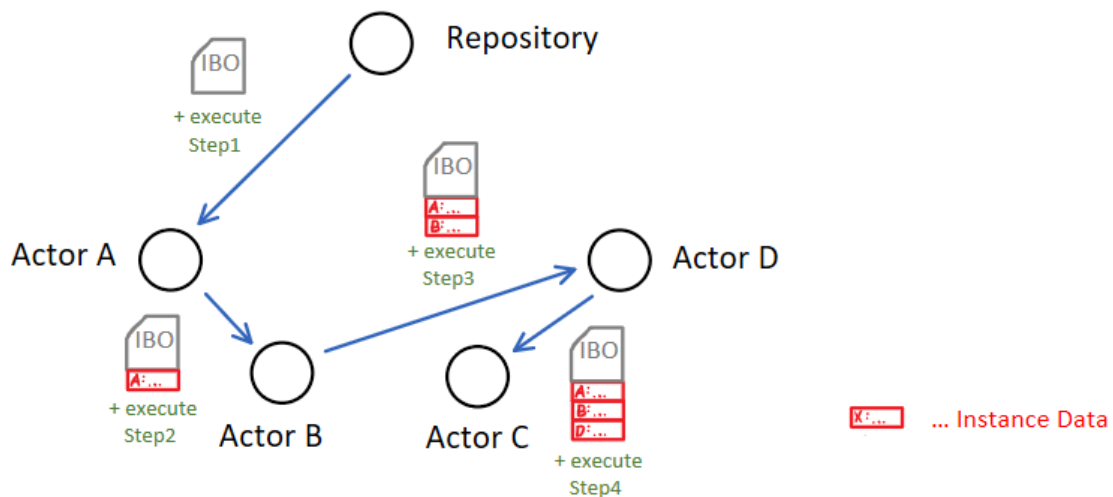 Repository
IBO
+ execute
Step1
IBO
A:...
B:...
+ execute
Step3
Actor A
Actor D
IBO
A:...
+ execute
Step2
Actor B
Actor C
IBO
A:...
B:...
D:...
+ execute
Step4
X:... ... Instance Data